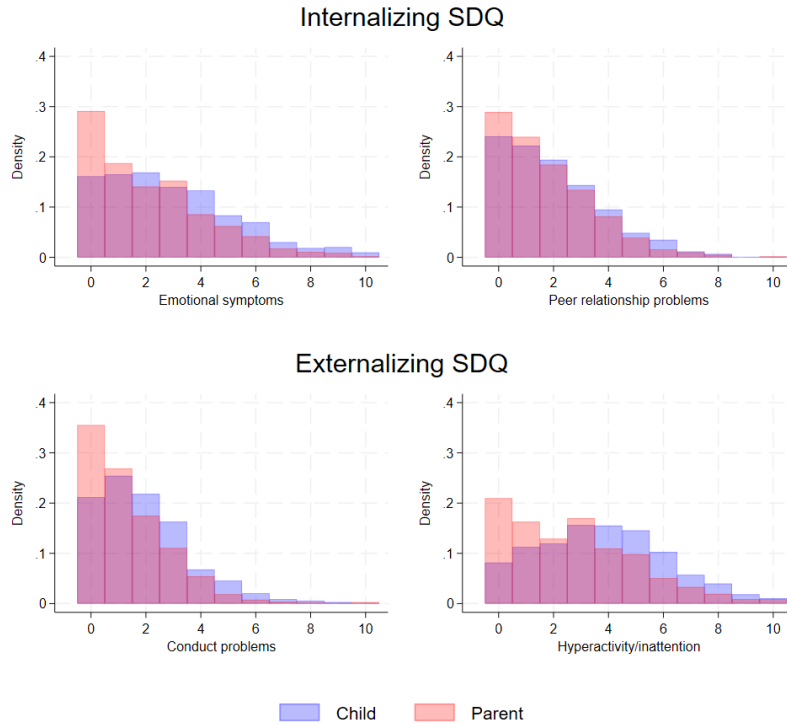 Internalizing SDQ
.4
.3
.2
.1
0
Density
0 2 4 6 8 10
Emotional symptoms
.4
.3
.2
.1
0
Density
0 2 4 6 8 10
Peer relationship problems
Externalizing SDQ
.4
.3
.2
.1
0
Density
0 2 4 6 8 10
Conduct problems
.4
.3
.2
.1
0
Density
0 2 4 6 8 10
Hyperactivity/inattention
Child Parent